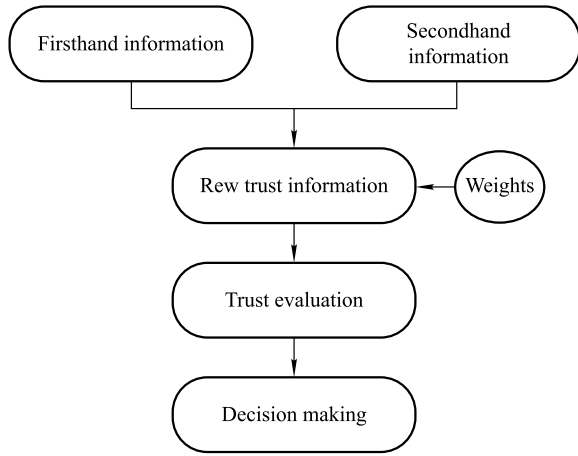 Firsthand information
Secondhand
information
Rew trust information
Weights
Trust evaluation
Decision making